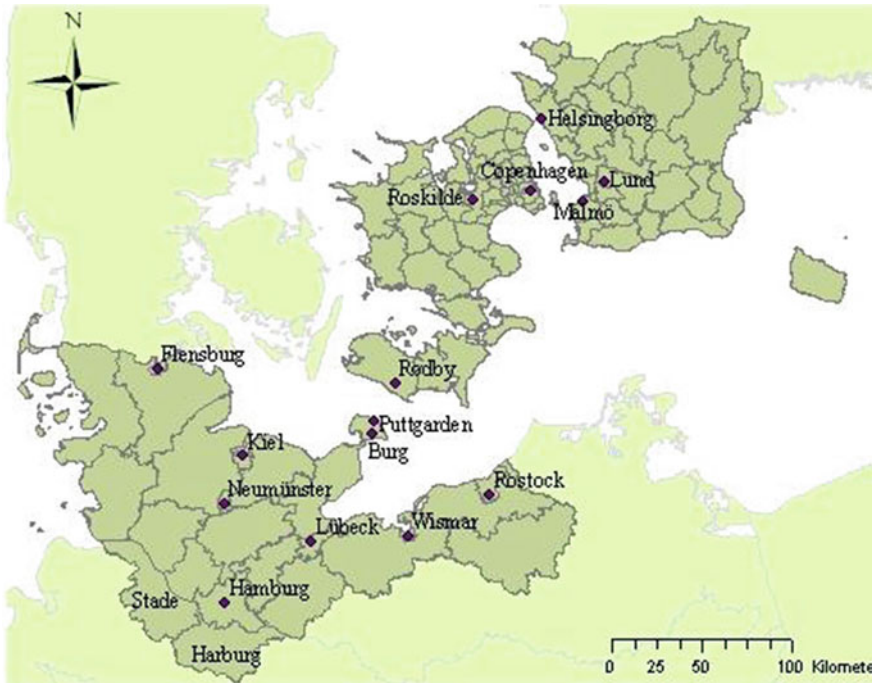 N
Helsingborg
Copenhagen
Lund
Roskilde
Malmö
Flensburg
Rødby
Puttgarden
Burg
Kiel
Rostock
Neumünster
Lübeck
Wismar
Hamburg
Stade
Harburg
0 25 50 100 Kilomete